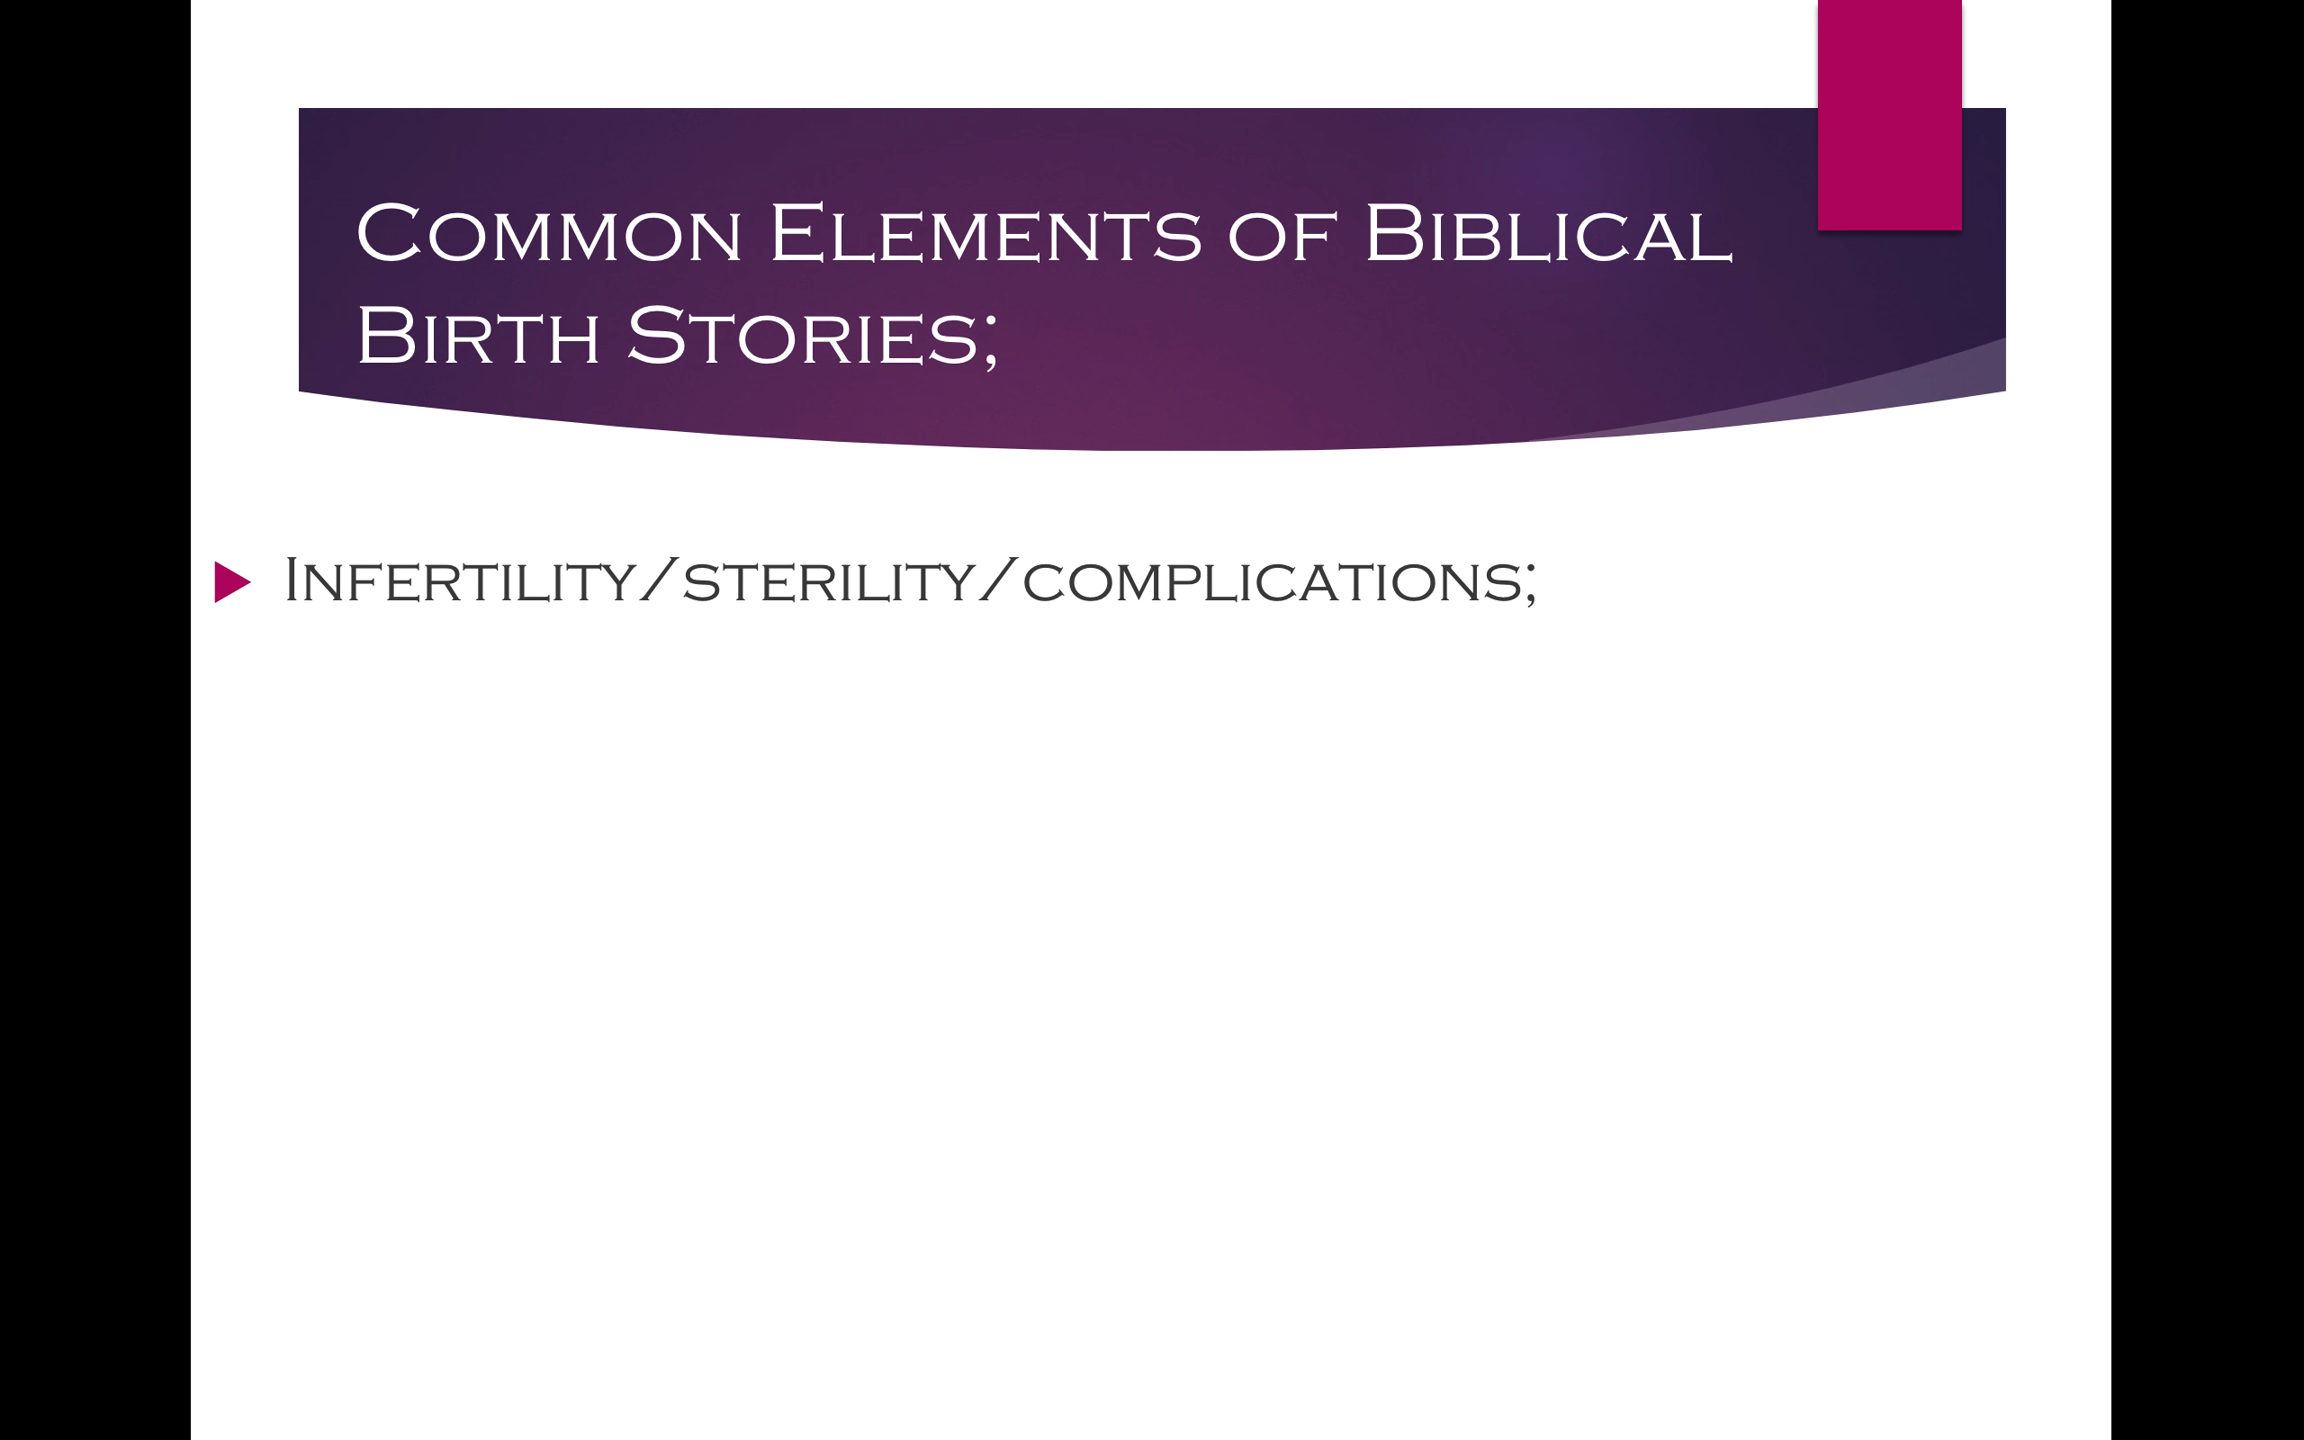 Common Elements of Biblical
Birth Stories;
Infertility/sterility/complications;